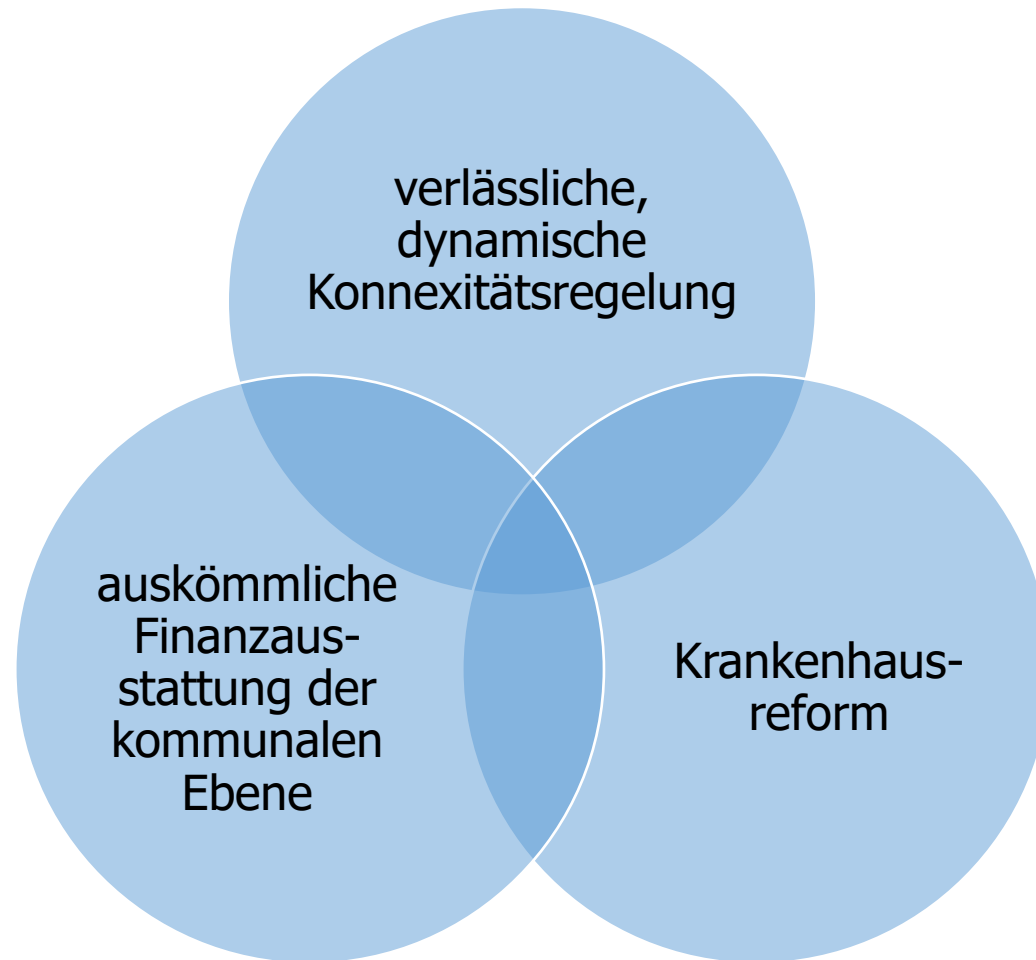 verlässliche,
dynamische
Konnexitätsregelung
auskömmliche
Finanzaus-
stattung der
kommunalen
Ebene
Krankenhaus-
reform